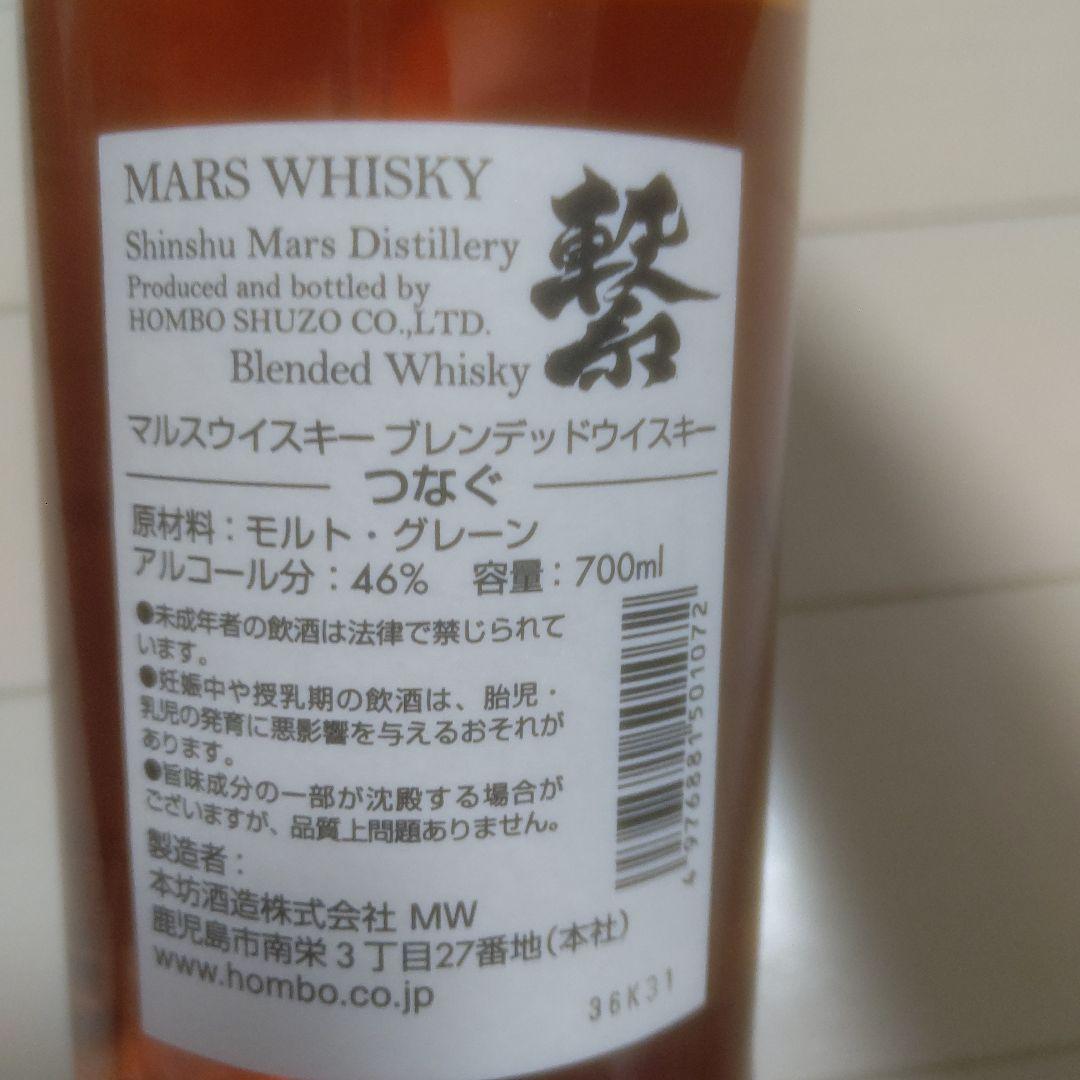 MARS WHISKY
繋
Shinshu Mars Distillery
Produced and bottled by
HOMBO SHUZO CO.,LTD.
Blended Whisky
マルスウイスキー ブレンデッドウイスキー
つなぐ
原材料：モルト・グレーン
アルコール分：46% 容量：700ml
●未成年者の飲酒は法律で禁じられて
います。
●妊娠中や授乳期の飲酒は、胎児・
乳児の発育に悪影響を与えるおそれが
あります。
●旨味成分の一部が沈殿する場合が
ございますが、品質上問題ありません。
4976881501072
製造者：
本坊酒造株式会社 MW
鹿児島市南栄3丁目27番地(本社)
www.hombo.co.jp
36K31